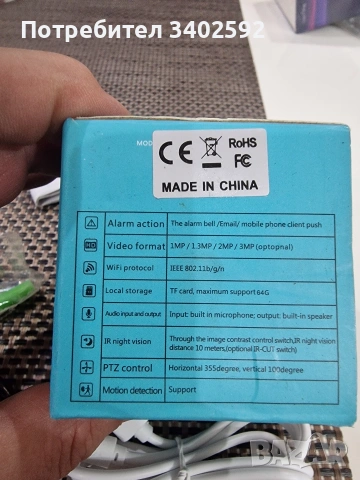 Потребител 3402592
MOD
CE RoHS
FC
MADE IN CHINA
Alarm action The alarm bell /Email/ mobile phone client push
HD Video format 1MP / 1.3MP / 2MP / 3MP (optopnal)
WiFi protocol IEEE 802.11b/g/n
Local storage TF card, maximum support 64G
Audio input and output Input: built in microphone; output: built-in speaker
IR night vision Through the image contrast control switch,IR night vision
distance 10 meters,(optional IR-CUT switch)
PTZ control Horizontal 355degree, vertical 100degree
Motion detection Support
BAZAR